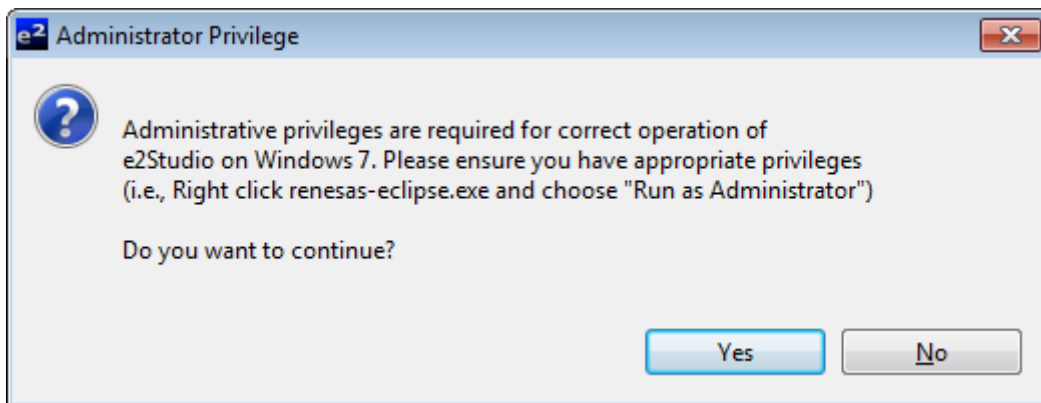 e² Administrator Privilege
?
Administrative privileges are required for correct operation of
e2Studio on Windows 7. Please ensure you have appropriate privileges
(i.e., Right click renesas-eclipse.exe and choose "Run as Administrator")
Do you want to continue?
Yes No